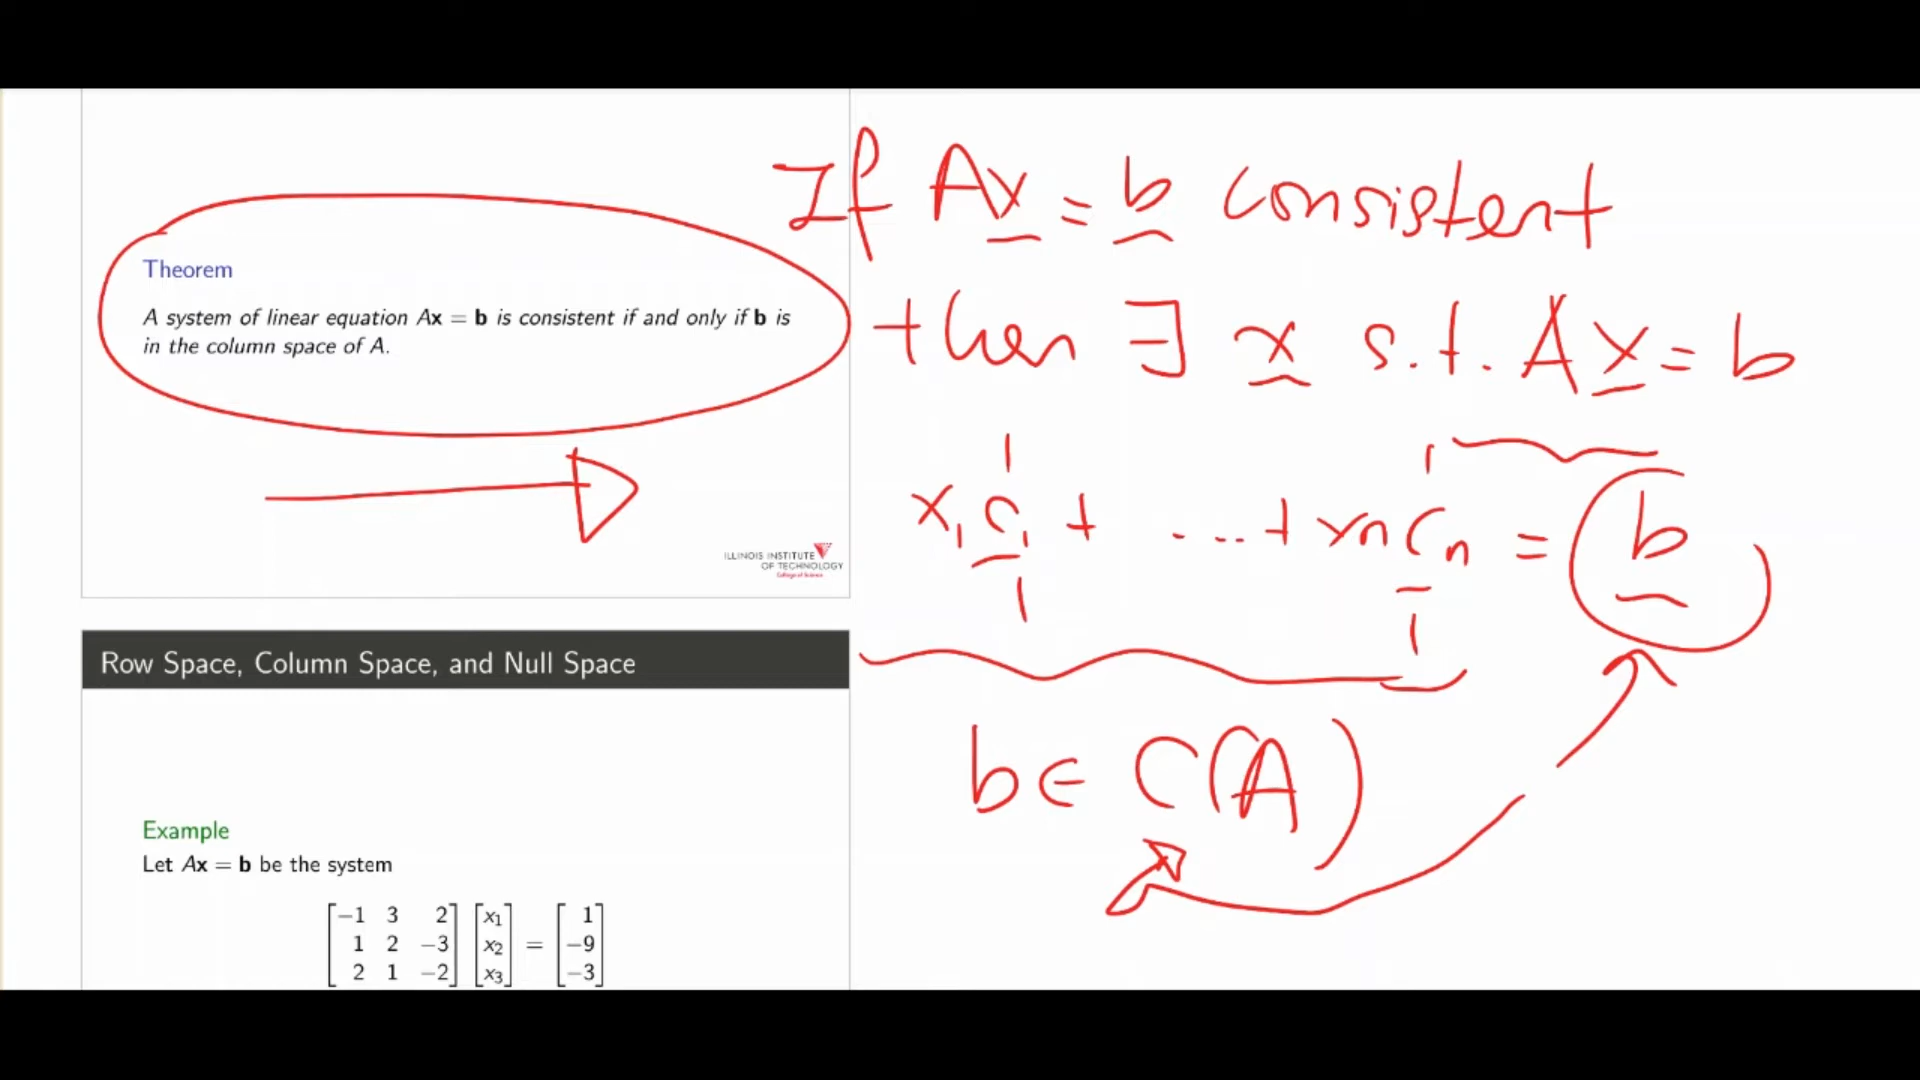 Theorem
A system of linear equation Ax = b is consistent if and only if b is
in the column space of A.
ILLINOIS INSTITUTE
OF TECHNOLOGY
College of Science
Row Space, Column Space, and Null Space
Example
Let Ax = b be the system
[−1 3 2] [x₁] [1]
[1 2 −3] [x₂] = [−9]
[2 1 −2] [x₃] [−3]
If Ax = b consistent
then ∃ x s.t. Ax = b
x₁c₁ + ... + xncn = b
b ∈ C(A)